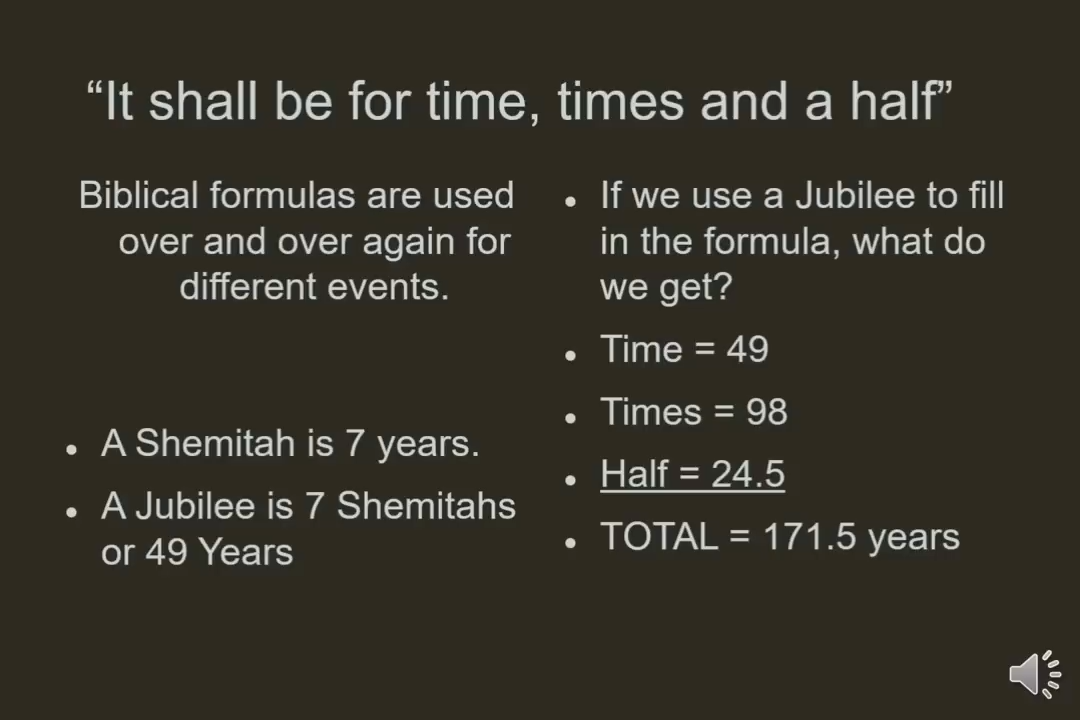 “It shall be for time, times and a half”
Biblical formulas are used
over and over again for
different events.
• A Shemitah is 7 years.
• A Jubilee is 7 Shemitahs
or 49 Years
• If we use a Jubilee to fill
in the formula, what do
we get?
• Time = 49
• Times = 98
• Half = 24.5
• TOTAL = 171.5 years